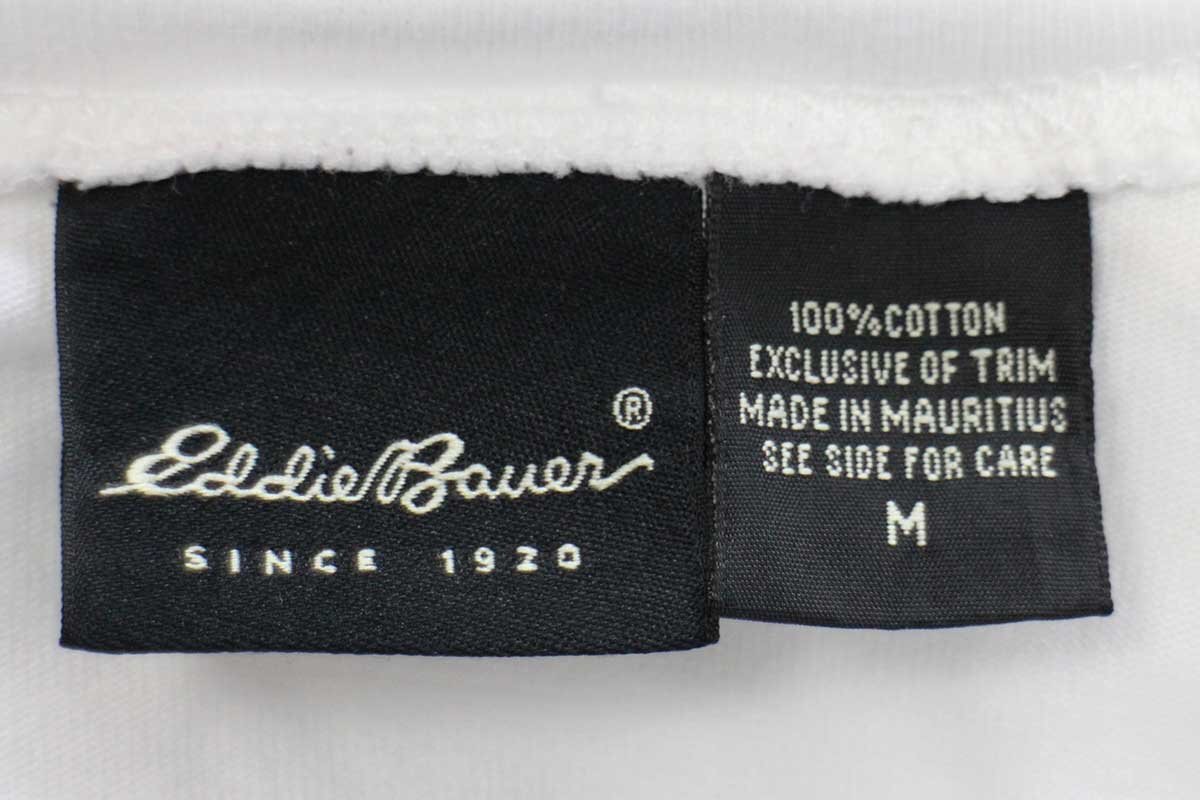 Eddie Bauer®
SINCE 1920
100%COTTON
EXCLUSIVE OF TRIM
MADE IN MAURITIUS
SEE SIDE FOR CARE
M